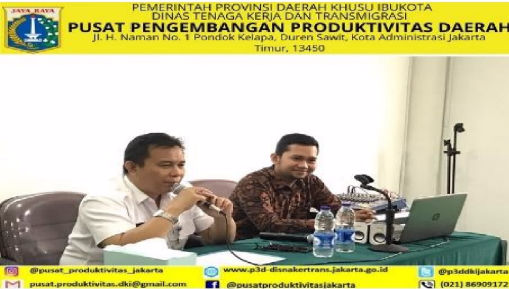 JAYA RAYA
PEMERINTAH PROVINSI DAERAH KHUSU IBUKOTA
DINAS TENAGA KERJA DAN TRANSMIGRASI
PUSAT PENGEMBANGAN PRODUKTIVITAS DAERAH
Jl. H. Naman No. 1 Pondok Kelapa, Duren Sawit, Kota Administrasi Jakarta
Timur, 13450
@pusat_produktivitas_jakarta
www.p3d-disnakertrans.jakarta.go.id
@p3ddkijakarta
pusat.produktivitas.dki@gmail.com
@pusatproduktivitasjakarta
(021) 86909172